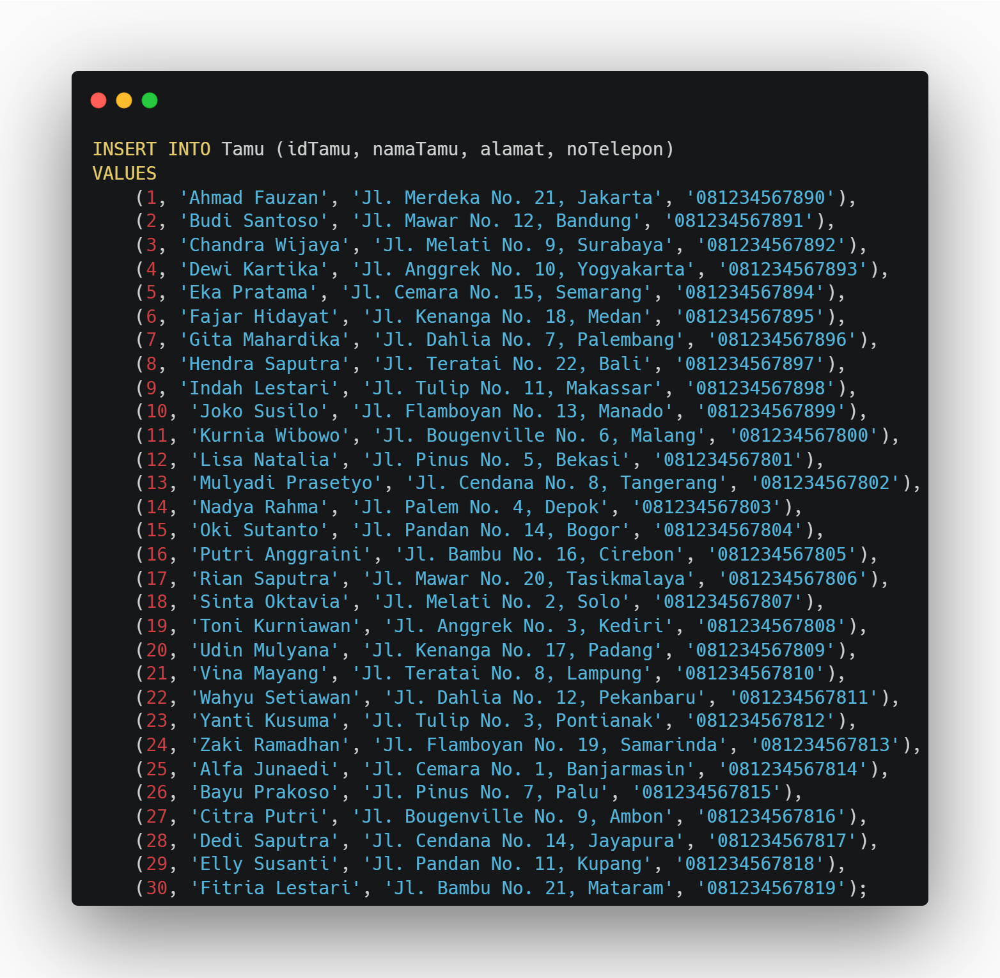 INSERT INTO Tamu (idTamu, namaTamu, alamat, noTelepon)
VALUES
    (1, 'Ahmad Fauzan', 'Jl. Merdeka No. 21, Jakarta', '081234567890'),
    (2, 'Budi Santoso', 'Jl. Mawar No. 12, Bandung', '081234567891'),
    (3, 'Chandra Wijaya', 'Jl. Melati No. 9, Surabaya', '081234567892'),
    (4, 'Dewi Kartika', 'Jl. Anggrek No. 10, Yogyakarta', '081234567893'),
    (5, 'Eka Pratama', 'Jl. Cemara No. 15, Semarang', '081234567894'),
    (6, 'Fajar Hidayat', 'Jl. Kenanga No. 18, Medan', '081234567895'),
    (7, 'Gita Mahardika', 'Jl. Dahlia No. 7, Palembang', '081234567896'),
    (8, 'Hendra Saputra', 'Jl. Teratai No. 22, Bali', '081234567897'),
    (9, 'Indah Lestari', 'Jl. Tulip No. 11, Makassar', '081234567898'),
    (10, 'Joko Susilo', 'Jl. Flamboyan No. 13, Manado', '081234567899'),
    (11, 'Kurnia Wibowo', 'Jl. Bougenville No. 6, Malang', '081234567800'),
    (12, 'Lisa Natalia', 'Jl. Pinus No. 5, Bekasi', '081234567801'),
    (13, 'Mulyadi Prasetyo', 'Jl. Cendana No. 8, Tangerang', '081234567802'),
    (14, 'Nadya Rahma', 'Jl. Palem No. 4, Depok', '081234567803'),
    (15, 'Oki Sutanto', 'Jl. Pandan No. 14, Bogor', '081234567804'),
    (16, 'Putri Anggraini', 'Jl. Bambu No. 16, Cirebon', '081234567805'),
    (17, 'Rian Saputra', 'Jl. Mawar No. 20, Tasikmalaya', '081234567806'),
    (18, 'Sinta Oktavia', 'Jl. Melati No. 2, Solo', '081234567807'),
    (19, 'Toni Kurniawan', 'Jl. Anggrek No. 3, Kediri', '081234567808'),
    (20, 'Udin Mulyana', 'Jl. Kenanga No. 17, Padang', '081234567809'),
    (21, 'Vina Mayang', 'Jl. Teratai No. 8, Lampung', '081234567810'),
    (22, 'Wahyu Setiawan', 'Jl. Dahlia No. 12, Pekanbaru', '081234567811'),
    (23, 'Yanti Kusuma', 'Jl. Tulip No. 3, Pontianak', '081234567812'),
    (24, 'Zaki Ramadhan', 'Jl. Flamboyan No. 19, Samarinda', '081234567813'),
    (25, 'Alfa Junaedi', 'Jl. Cemara No. 1, Banjarmasin', '081234567814'),
    (26, 'Bayu Prakoso', 'Jl. Pinus No. 7, Palu', '081234567815'),
    (27, 'Citra Putri', 'Jl. Bougenville No. 9, Ambon', '081234567816'),
    (28, 'Dedi Saputra', 'Jl. Cendana No. 14, Jayapura', '081234567817'),
    (29, 'Elly Susanti', 'Jl. Pandan No. 11, Kupang', '081234567818'),
    (30, 'Fitria Lestari', 'Jl. Bambu No. 21, Mataram', '081234567819');